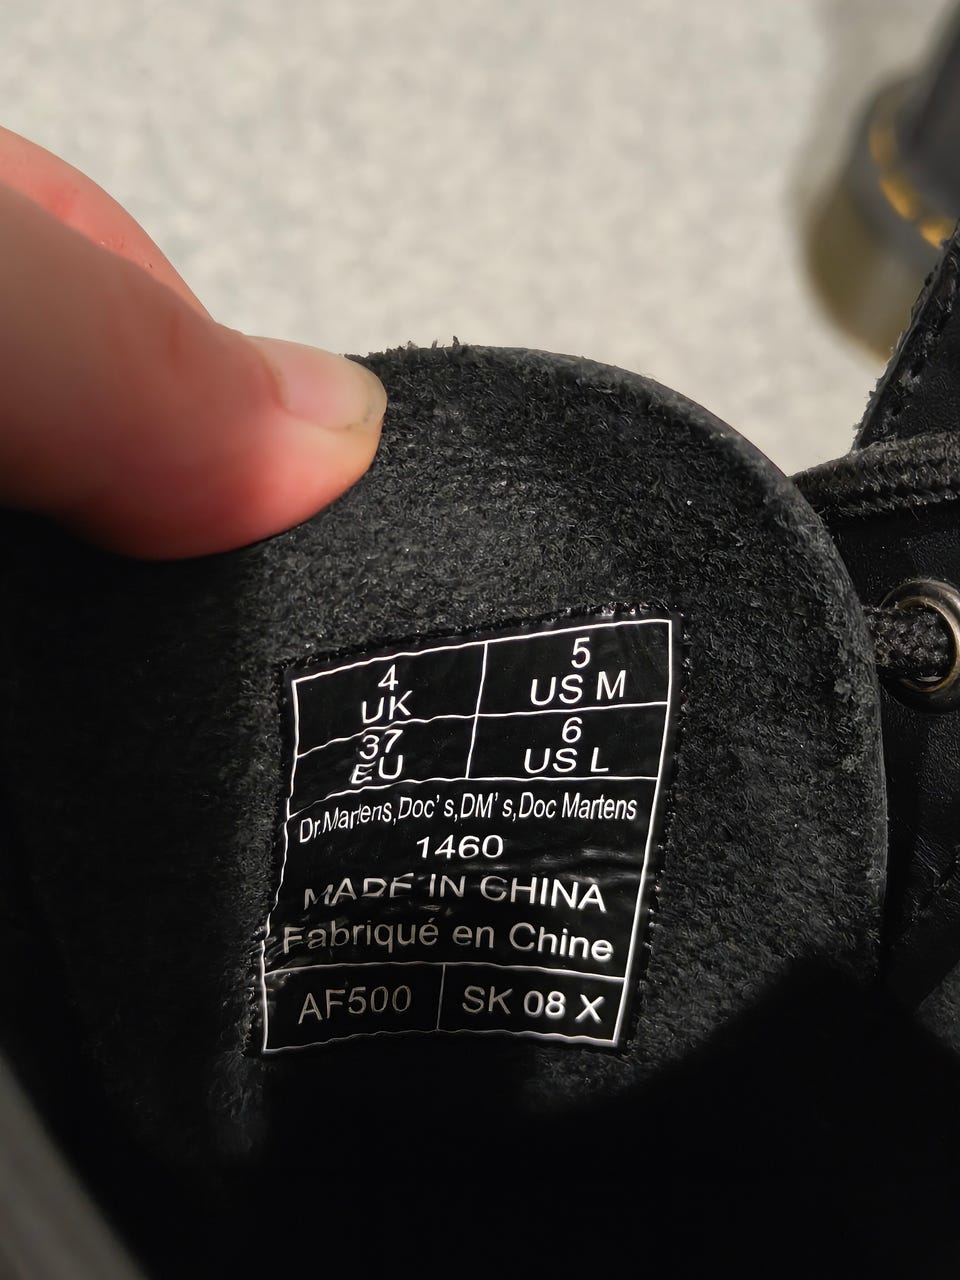 4
UK
5
US M
37
EU
6
US L
Dr.Martens,Doc's,DM's,Doc Martens
1460
MADE IN CHINA
Fabriqué en Chine
AF500
SK 08 X